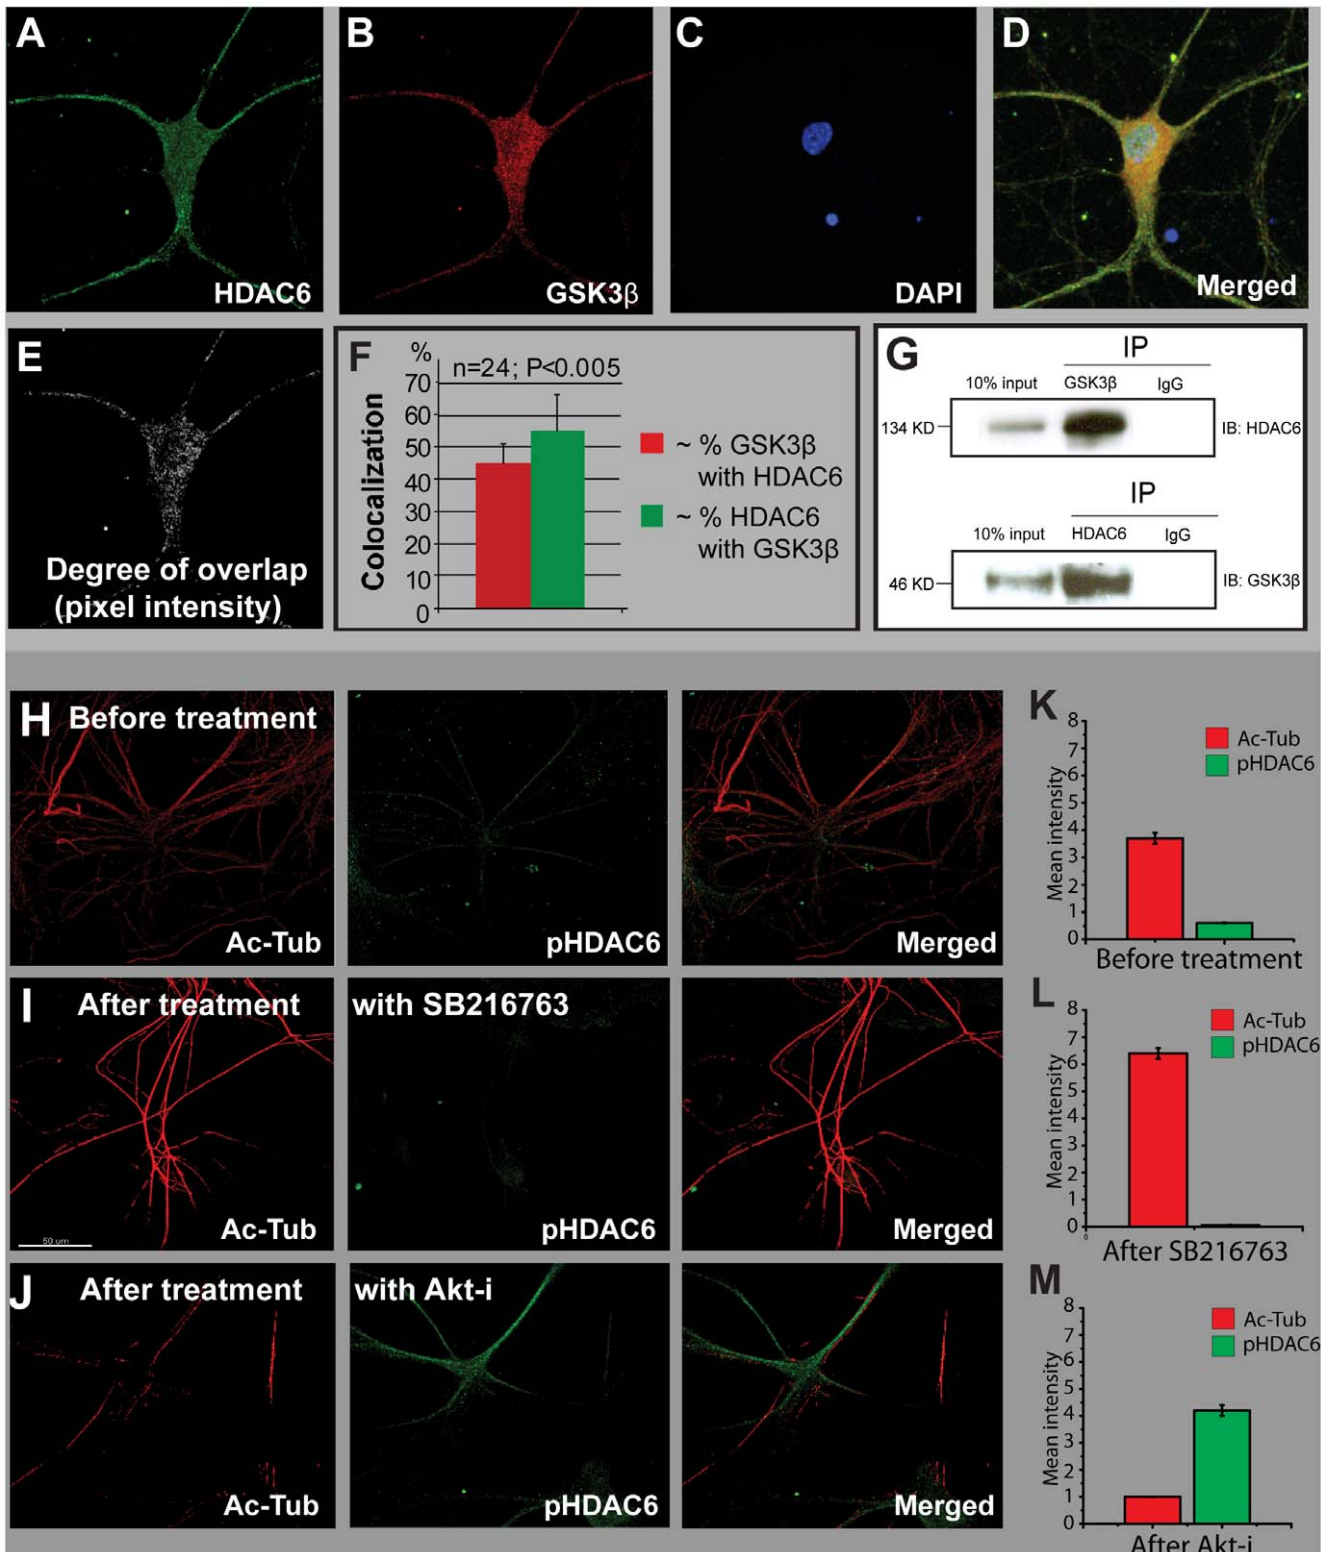 A
HDAC6
B
GSK3β
C
DAPI
D
Merged
E
Degree of overlap
(pixel intensity)
F
%
n=24; P<0.005
70
60
50
40
30
20
10
0
Colocalization
~ % GSK3β
with HDAC6
~ % HDAC6
with GSK3β
G
IP
10% input GSK3β IgG
134 KD
IB: HDAC6
IP
10% input HDAC6 IgG
46 KD
IB: GSK3β
H Before treatment
Ac-Tub
pHDAC6
Merged
K
8
7
6
5
4
3
2
1
0
Mean intensity
Ac-Tub
pHDAC6
Before treatment
I After treatment with SB216763
50 um
Ac-Tub
pHDAC6
Merged
L
8
7
6
5
4
3
2
1
0
0
Mean intensity
Ac-Tub
pHDAC6
After SB216763
J After treatment with Akt-i
Ac-Tub
pHDAC6
Merged
M
8
7
6
5
4
3
2
1
0
Mean intensity
Ac-Tub
pHDAC6
After Akt-i